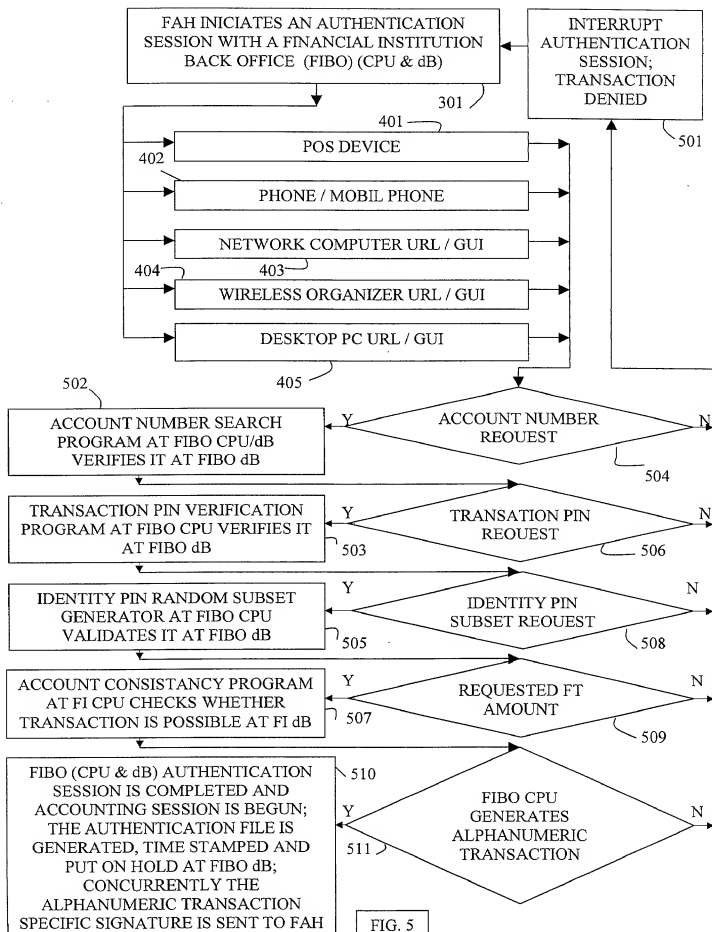 FAH INICIATES AN AUTHENTICATION
SESSION WITH A FINANCIAL INSTITUTION
BACK OFFICE (FIBO) (CPU & dB)
301
INTERRUPT
AUTHENTICATION
SESSION;
TRANSACTION
DENIED
501
401
POS DEVICE
402
PHONE / MOBIL PHONE
NETWORK COMPUTER URL / GUI
403
404
WIRELESS ORGANIZER URL / GUI
DESKTOP PC URL / GUI
405
502
ACCOUNT NUMBER SEARCH
PROGRAM AT FIBO CPU/dB
VERIFIES IT AT FIBO dB
Y
ACCOUNT NUMBER
REQUEST
N
504
TRANSACTION PIN VERIFICATION
PROGRAM AT FIBO CPU VERIFIES IT
AT FIBO dB
503
Y
TRANSATION PIN
REQUEST
N
506
IDENTITY PIN RANDOM SUBSET
GENERATOR AT FIBO CPU
VALIDATES IT AT FIBO dB
505
Y
IDENTITY PIN
SUBSET REQUEST
N
508
ACCOUNT CONSISTANCY PROGRAM
AT FI CPU CHECKS WHETHER
TRANSACTION IS POSSIBLE AT FI dB
507
Y
REQUESTED FT
AMOUNT
N
509
FIBO (CPU & dB) AUTHENTICATION
SESSION IS COMPLETED AND
ACCOUNTING SESSION IS BEGUN;
THE AUTHENTICATION FILE IS
GENERATED, TIME STAMPED AND
PUT ON HOLD AT FIBO dB;
CONCURRENTLY THE
ALPHANUMERIC TRANSACTION
SPECIFIC SIGNATURE IS SENT TO FAH
510
Y
511
FIBO CPU
GENERATES
ALPHANUMERIC
TRANSACTION
N
FIG. 5